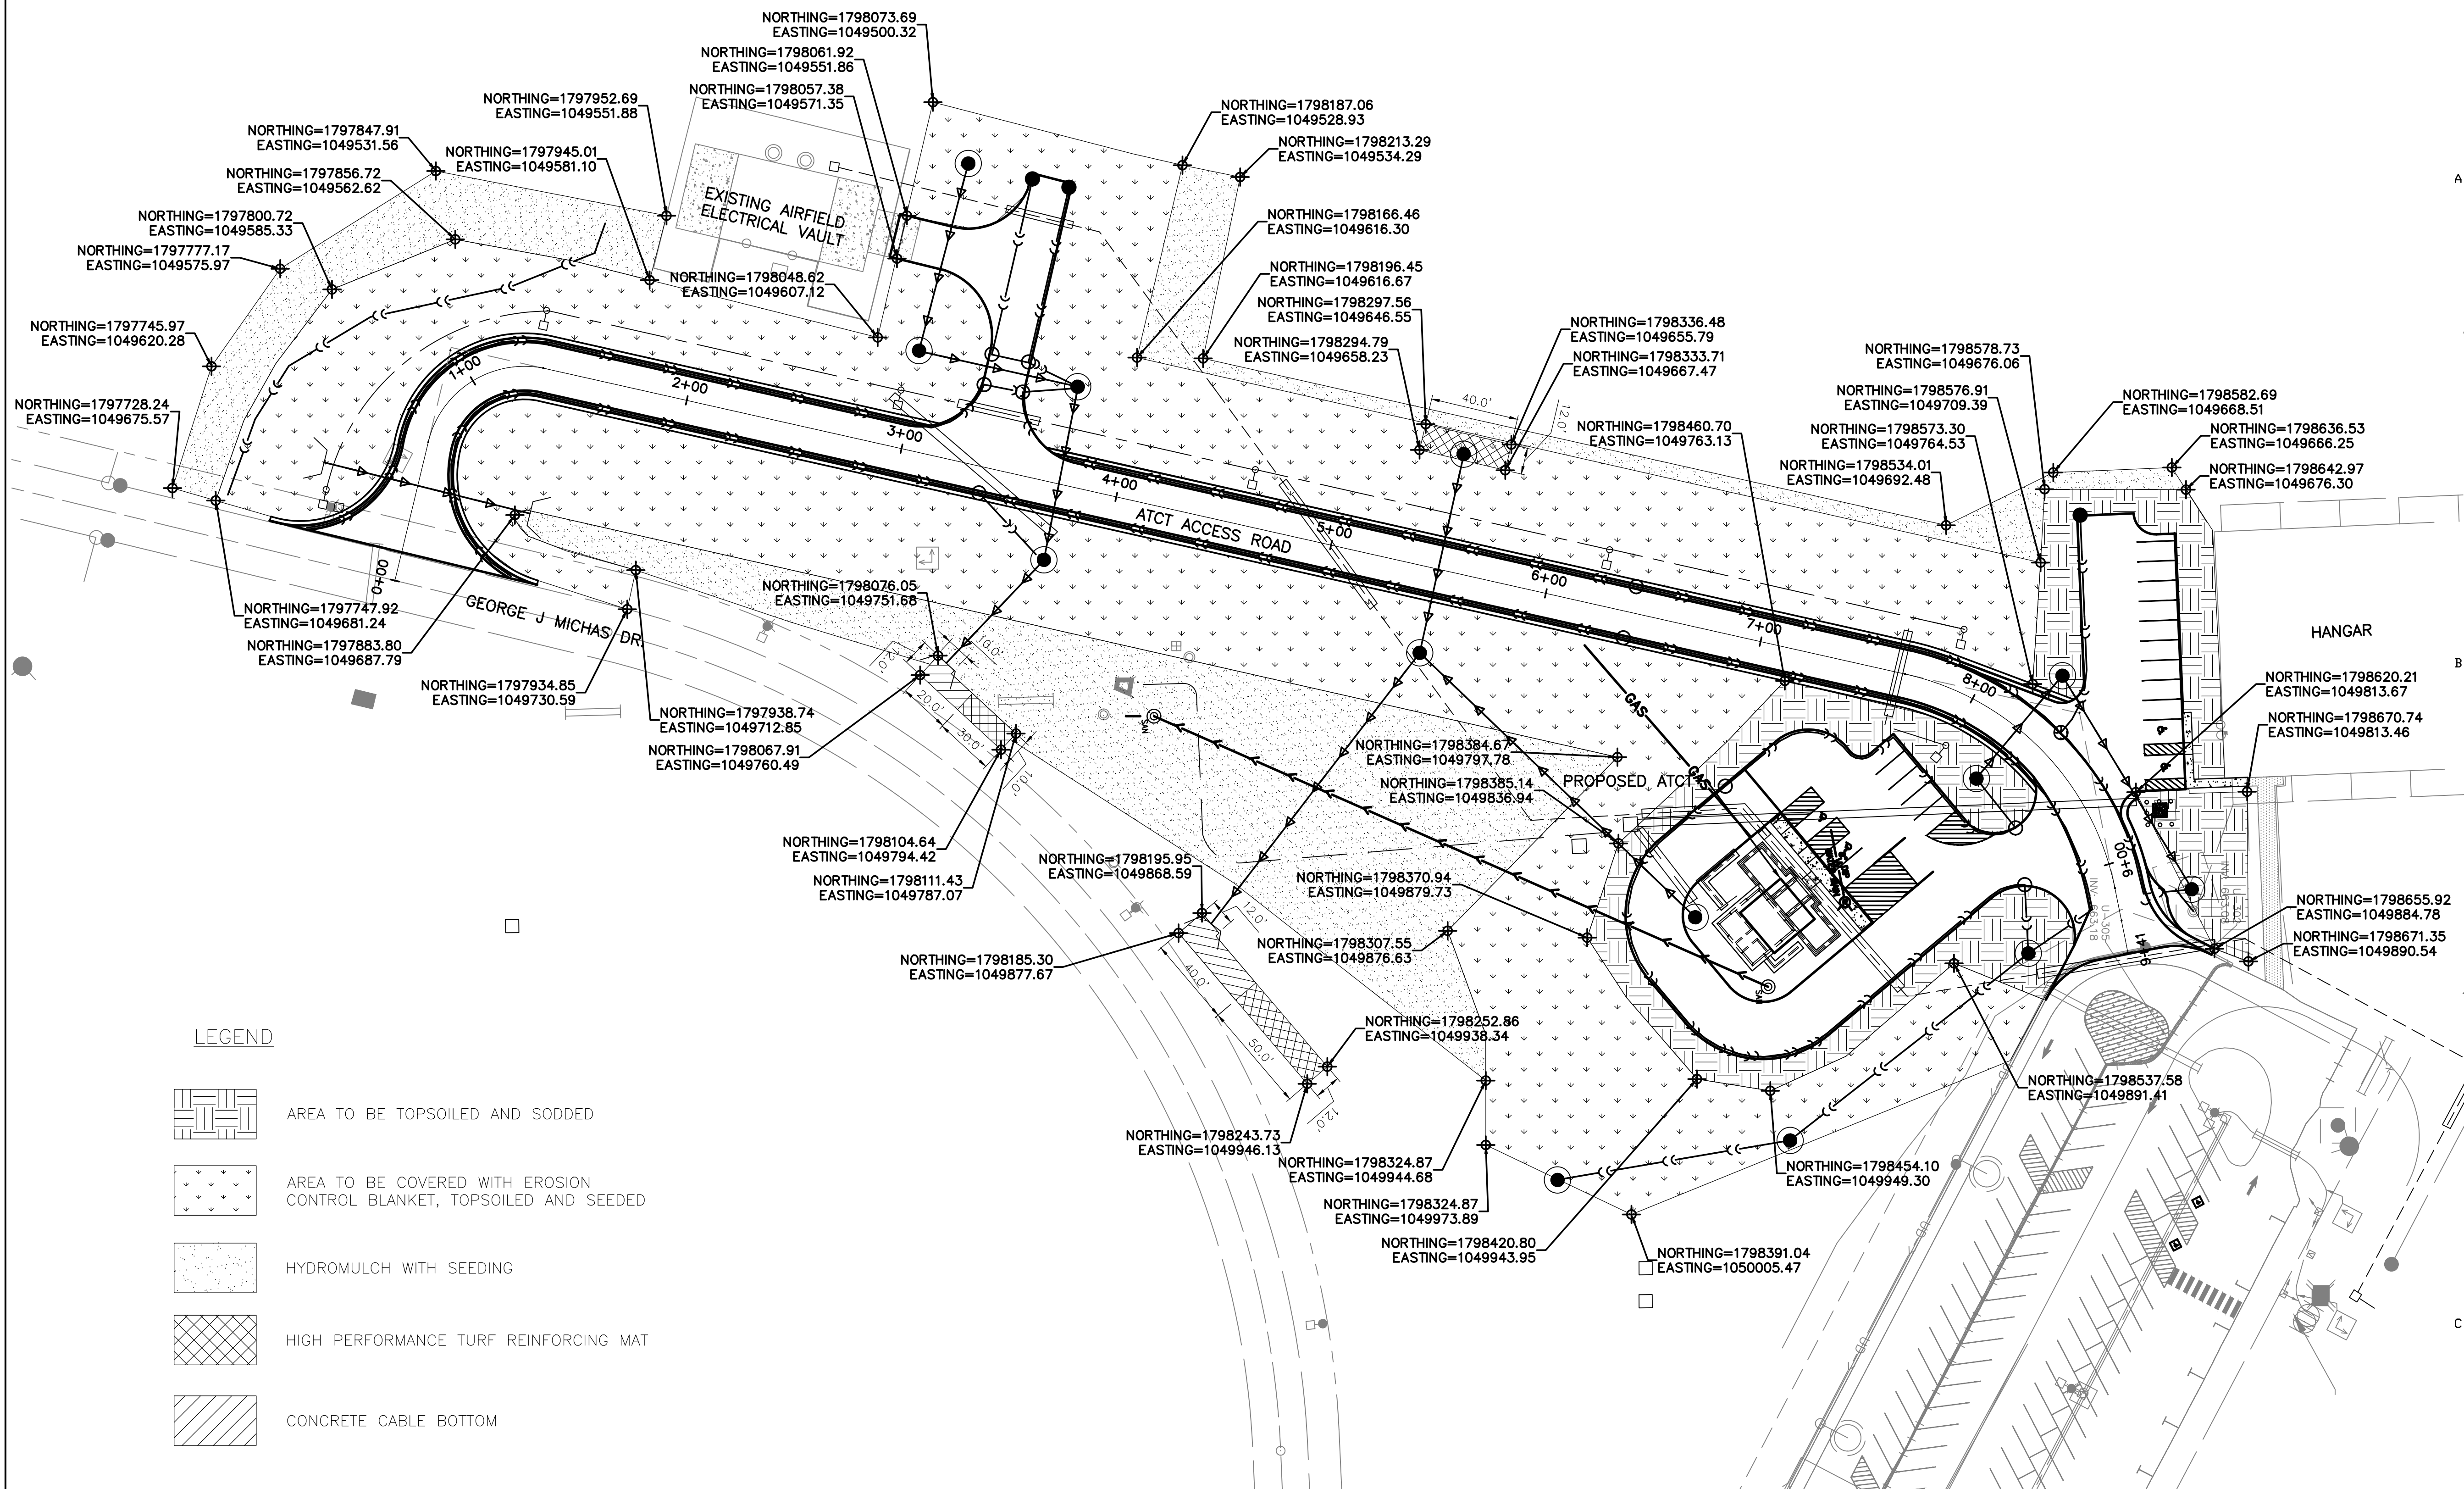 NORTHING=1798073.69
EASTING=1049500.32
NORTHING=1798061.92
EASTING=1049551.86
NORTHING=1798057.38
EASTING=1049571.35
NORTHING=1797952.69
EASTING=1049551.88
NORTHING=1797847.91
EASTING=1049531.56
NORTHING=1797945.01
EASTING=1049581.10
NORTHING=1797856.72
EASTING=1049562.62
NORTHING=1797800.72
EASTING=1049585.33
NORTHING=1797777.17
EASTING=1049575.97
NORTHING=1797745.97
EASTING=1049620.28
NORTHING=1797728.24
EASTING=1049675.57
EXISTING AIRFIELD
ELECTRICAL VAULT
NORTHING=1798048.62
EASTING=1049607.12
NORTHING=1798187.06
EASTING=1049528.93
NORTHING=1798213.29
EASTING=1049534.29
NORTHING=1798166.46
EASTING=1049616.30
NORTHING=1798196.45
EASTING=1049616.67
NORTHING=1798297.56
EASTING=1049646.55
NORTHING=1798294.79
EASTING=1049658.23
NORTHING=1798336.48
EASTING=1049655.79
NORTHING=1798333.71
EASTING=1049667.47
40.0'
12.0'
NORTHING=1798460.70
EASTING=1049763.13
NORTHING=1798578.73
EASTING=1049676.06
NORTHING=1798576.91
EASTING=1049709.39
NORTHING=1798573.30
EASTING=1049764.53
NORTHING=1798534.01
EASTING=1049692.48
NORTHING=1798582.69
EASTING=1049668.51
NORTHING=1798636.53
EASTING=1049666.25
NORTHING=1798642.97
EASTING=1049676.30
A
B
C
0+00
1+00
2+00
3+00
4+00
5+00
6+00
7+00
8+00
9+00
9+14
ATCT ACCESS ROAD
GEORGE J MICHAS DR.
HANGAR
NORTHING=1797747.92
EASTING=1049681.24
NORTHING=1797883.80
EASTING=1049687.79
NORTHING=1797934.85
EASTING=1049730.59
NORTHING=1797938.74
EASTING=1049712.85
NORTHING=1798076.05
EASTING=1049751.68
NORTHING=1798067.91
EASTING=1049760.49
12.0'
10.0'
20.0'
30.0'
10.0'
SAN
GAS
GAS
PROPOSED ATCT
NORTHING=1798384.67
EASTING=1049797.78
NORTHING=1798385.14
EASTING=1049836.94
NORTHING=1798620.21
EASTING=1049813.67
NORTHING=1798670.74
EASTING=1049813.46
NORTHING=1798104.64
EASTING=1049794.42
NORTHING=1798111.43
EASTING=1049787.07
NORTHING=1798195.95
EASTING=1049868.59
NORTHING=1798185.30
EASTING=1049877.67
NORTHING=1798370.94
EASTING=1049879.73
NORTHING=1798307.55
EASTING=1049876.63
12.0'
40.0'
50.0'
12.0'
SAN
U-305
INV-663.18
NORTHING=1798655.92
EASTING=1049884.78
NORTHING=1798671.35
EASTING=1049890.54
NORTHING=1798252.86
EASTING=1049938.34
NORTHING=1798243.73
EASTING=1049946.13
NORTHING=1798324.87
EASTING=1049944.68
NORTHING=1798324.87
EASTING=1049973.89
NORTHING=1798420.80
EASTING=1049943.95
NORTHING=1798454.10
EASTING=1049949.30
NORTHING=1798537.58
EASTING=1049891.41
NORTHING=1798391.04
EASTING=1050005.47
LEGEND
AREA TO BE TOPSOILED AND SODDED
AREA TO BE COVERED WITH EROSION
CONTROL BLANKET, TOPSOILED AND SEEDED
HYDROMULCH WITH SEEDING
HIGH PERFORMANCE TURF REINFORCING MAT
CONCRETE CABLE BOTTOM